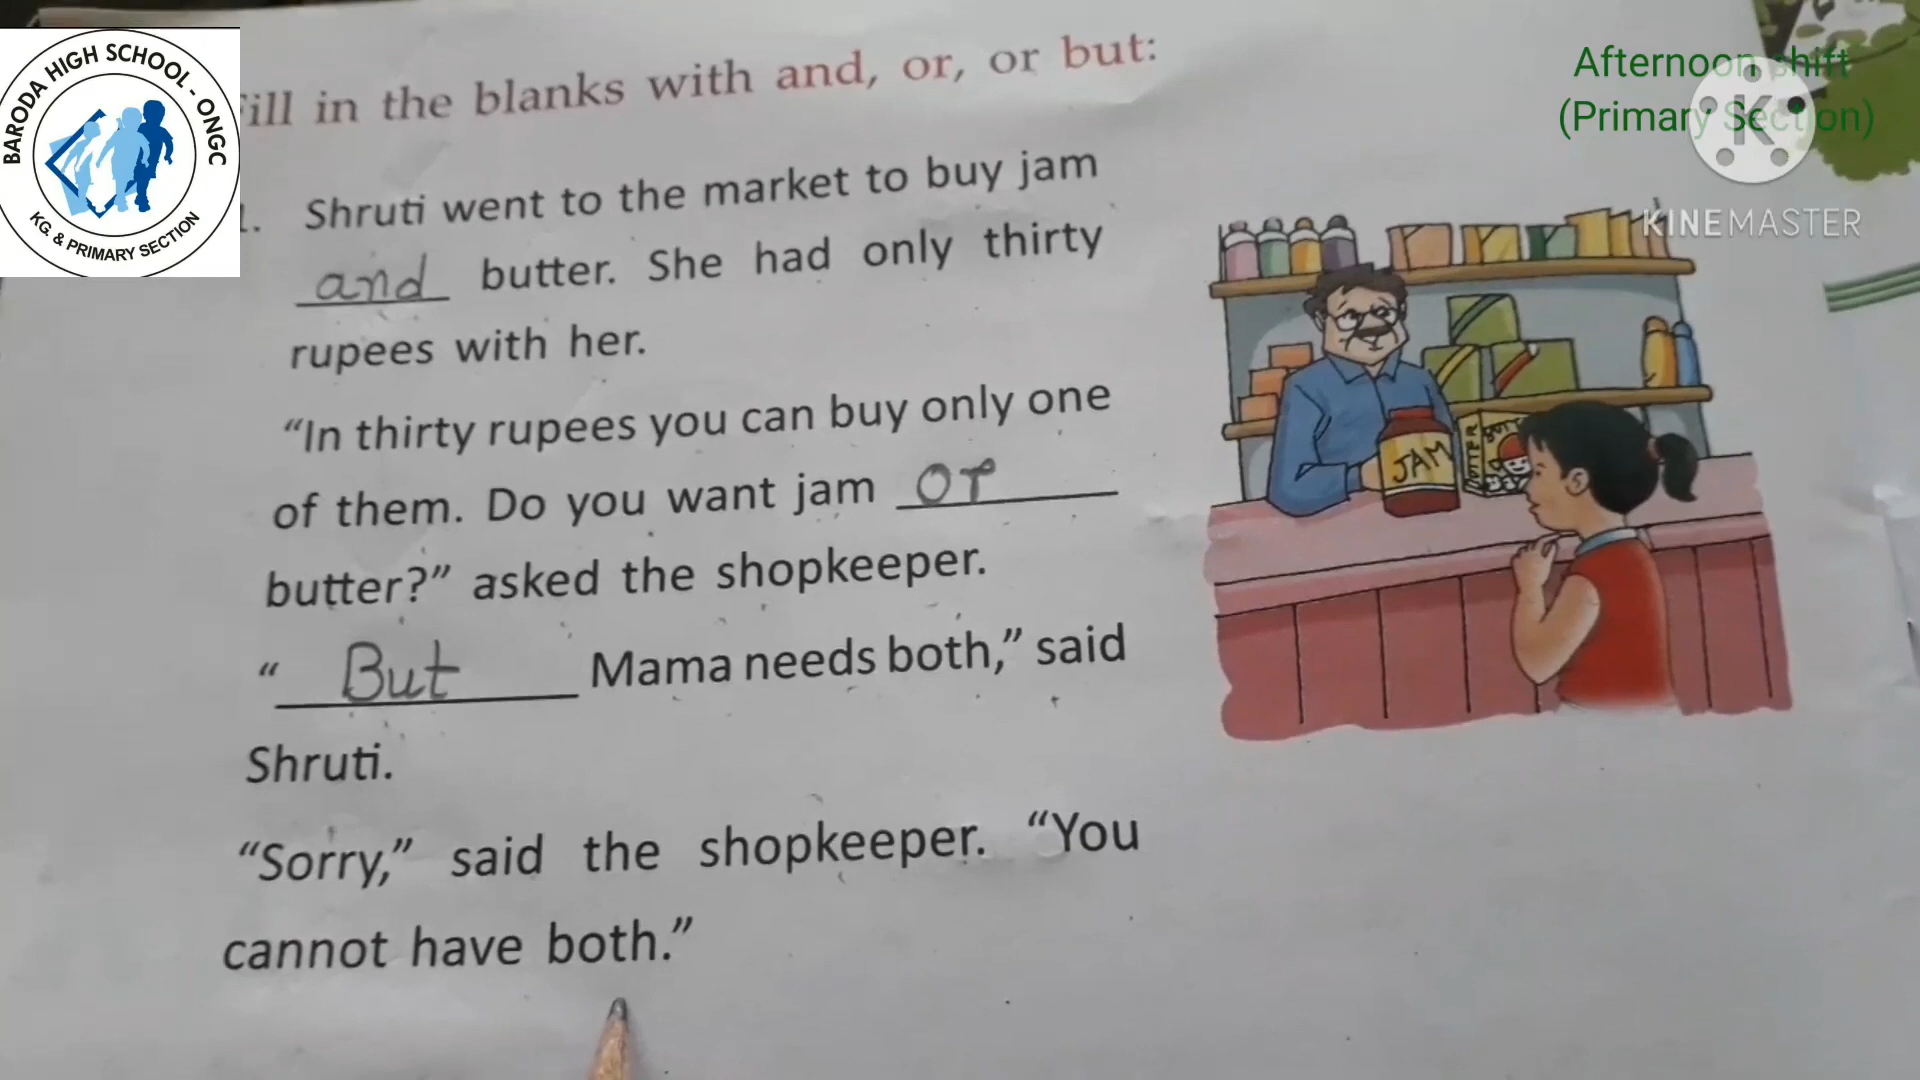 BARODA HIGH SCHOOL - ONGC
KG. & PRIMARY SECTION
Afternoon shift
(Primary Section)
K
KINEMASTER
ill in the blanks with and, or, or but:
1. Shruti went to the market to buy jam
and butter. She had only thirty
rupees with her.
“In thirty rupees you can buy only one
of them. Do you want jam or
butter?” asked the shopkeeper.
“ But Mama needs both,” said
Shruti.
“Sorry,” said the shopkeeper. “You
cannot have both.”
JAM
BUTTER